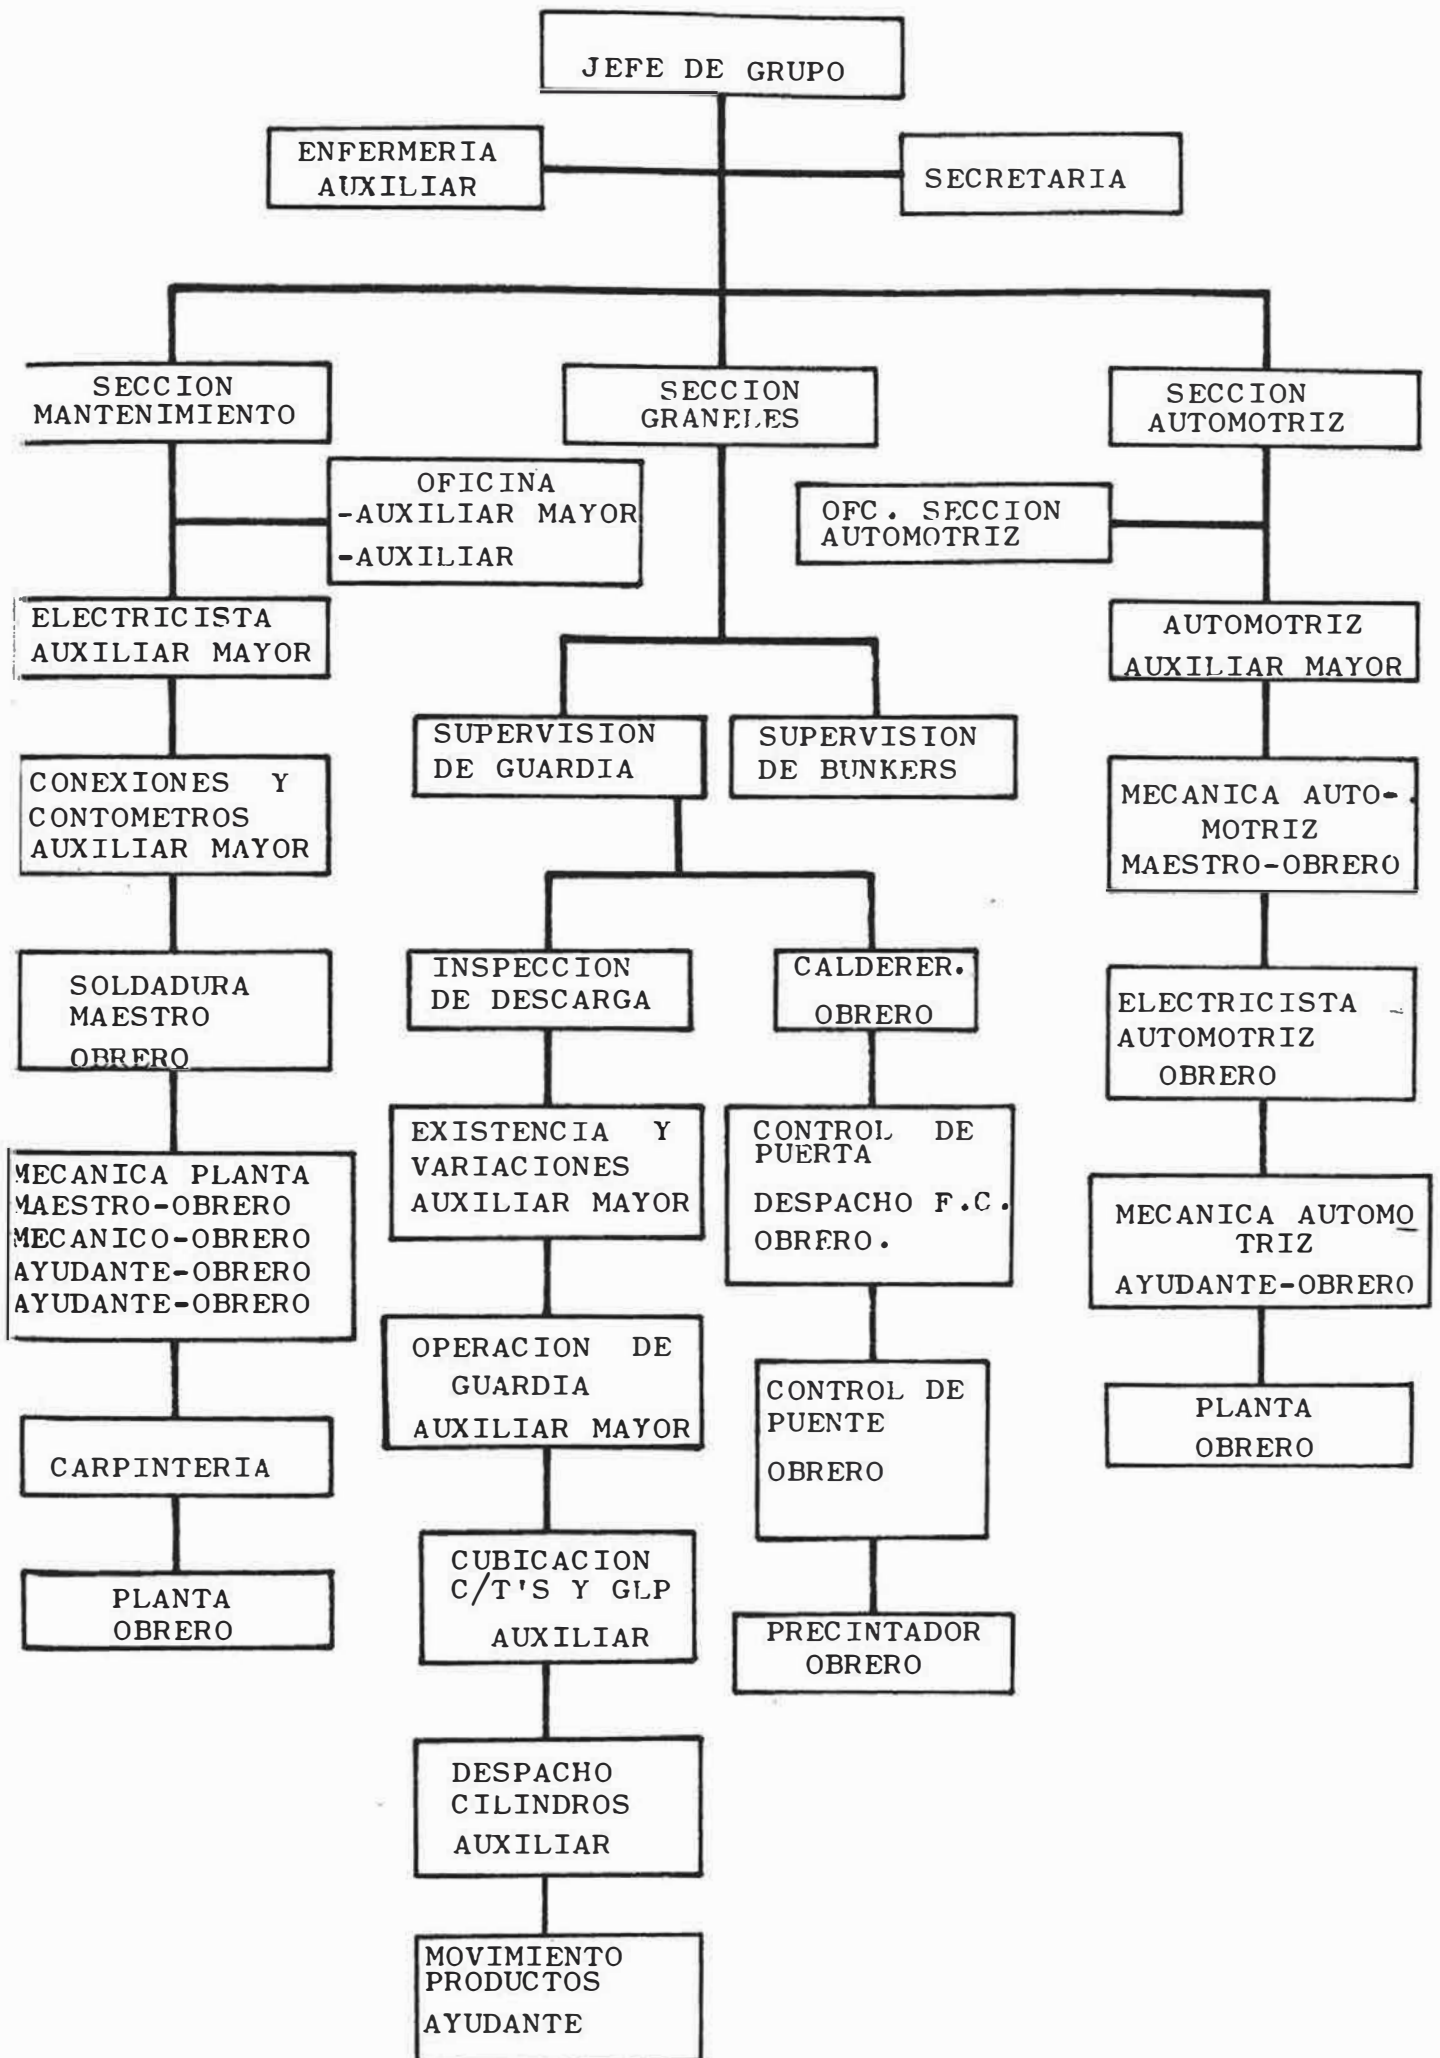 JEFE DE GRUPO
ENFERMERIA
AUXILIAR
SECRETARIA
SECCION
MANTENIMIENTO
SECCION
GRANELES
SECCION
AUTOMOTRIZ
OFICINA
-AUXILIAR MAYOR
-AUXILIAR
OFC. SECCION
AUTOMOTRIZ
ELECTRICISTA
AUXILIAR MAYOR
AUTOMOTRIZ
AUXILIAR MAYOR
SUPERVISION
DE GUARDIA
SUPERVISION
DE BUNKERS
CONEXIONES Y
CONTOMETROS
AUXILIAR MAYOR
MECANICA AUTO-
MOTRIZ
MAESTRO-OBRERO
SOLDADURA
MAESTRO
OBRERO
INSPECCION
DE DESCARGA
CALDERER.
OBRERO
ELECTRICISTA
AUTOMOTRIZ
OBRERO
MECANICA PLANTA
MAESTRO-OBRERO
MECANICO-OBRERO
AYUDANTE-OBRERO
AYUDANTE-OBRERO
EXISTENCIA Y
VARIACIONES
AUXILIAR MAYOR
CONTROL DE
PUERTA
DESPACHO F.C.
OBRERO.
MECANICA AUTOMO
TRIZ
AYUDANTE-OBRERO
OPERACION DE
GUARDIA
AUXILIAR MAYOR
CONTROL DE
PUENTE
OBRERO
PLANTA
OBRERO
CARPINTERIA
CUBICACION
C/T'S Y GLP
AUXILIAR
PLANTA
OBRERO
PRECINTADOR
OBRERO
DESPACHO
CILINDROS
AUXILIAR
MOVIMIENTO
PRODUCTOS
AYUDANTE